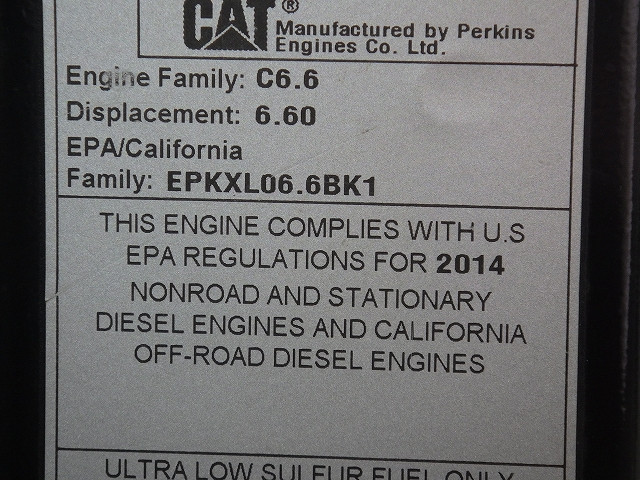 CAT® Manufactured by Perkins
Engines Co. Ltd.
Engine Family: C6.6
Displacement: 6.60
EPA/California
Family: EPKXL06.6BK1
THIS ENGINE COMPLIES WITH U.S
EPA REGULATIONS FOR 2014
NONROAD AND STATIONARY
DIESEL ENGINES AND CALIFORNIA
OFF-ROAD DIESEL ENGINES
ULTRA LOW SULFUR FUEL ONLY